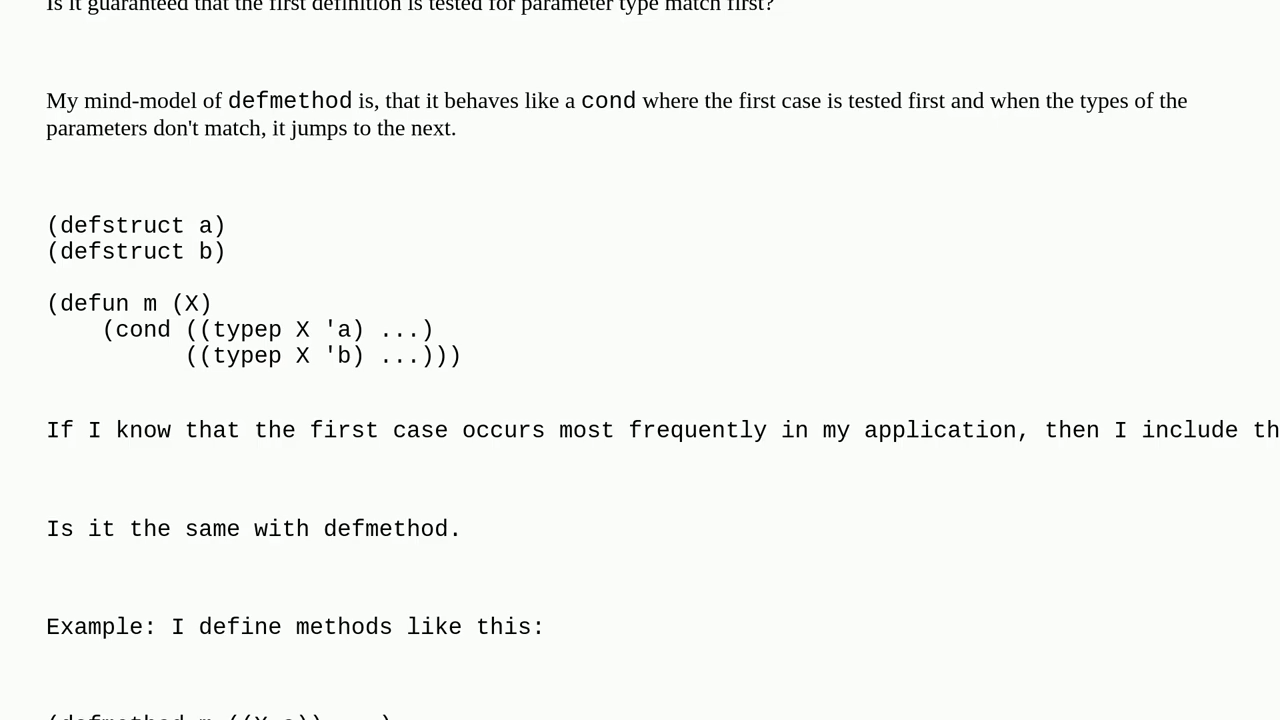 Is it guaranteed that the first definition is tested for parameter type match first?
My mind-model of defmethod is, that it behaves like a cond where the first case is tested first and when the types of the
parameters don't match, it jumps to the next.
(defstruct a)
(defstruct b)
(defun m (X)
    (cond ((typep X 'a) ...)
          ((typep X 'b) ...)))
If I know that the first case occurs most frequently in my application, then I include th
Is it the same with defmethod.
Example: I define methods like this:
(defmethod m ((X a)) ...)